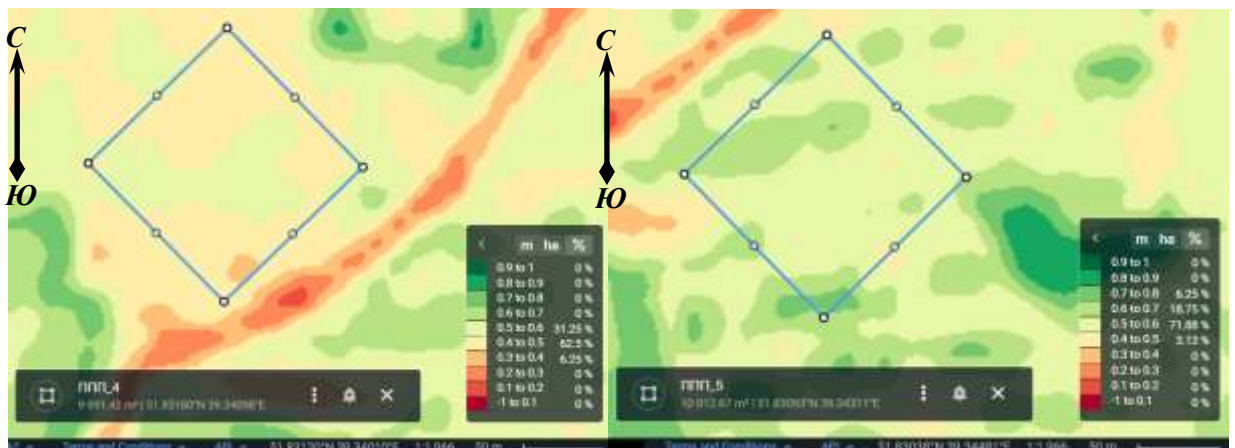 С
Ю
m ha %
0.9 to 1 0 %
0.8 to 0.9 0 %
0.7 to 0.8 0 %
0.6 to 0.7 0 %
0.5 to 0.6 31.25 %
0.4 to 0.5 62.5 %
0.3 to 0.4 6.25 %
0.2 to 0.3 0 %
0.1 to 0.2 0 %
-1 to 0.1 0 %
ППП_4
Terms and Conditions API 1:1 966 50 m
С
Ю
m ha %
0.9 to 1 0 %
0.8 to 0.9 0 %
0.7 to 0.8 6.25 %
0.6 to 0.7 18.75 %
0.5 to 0.6 71.88 %
0.4 to 0.5 3.13 %
0.3 to 0.4 0 %
0.2 to 0.3 0 %
0.1 to 0.2 0 %
-1 to 0.1 0 %
ППП_5
Terms and Conditions API 1:1 966 50 m